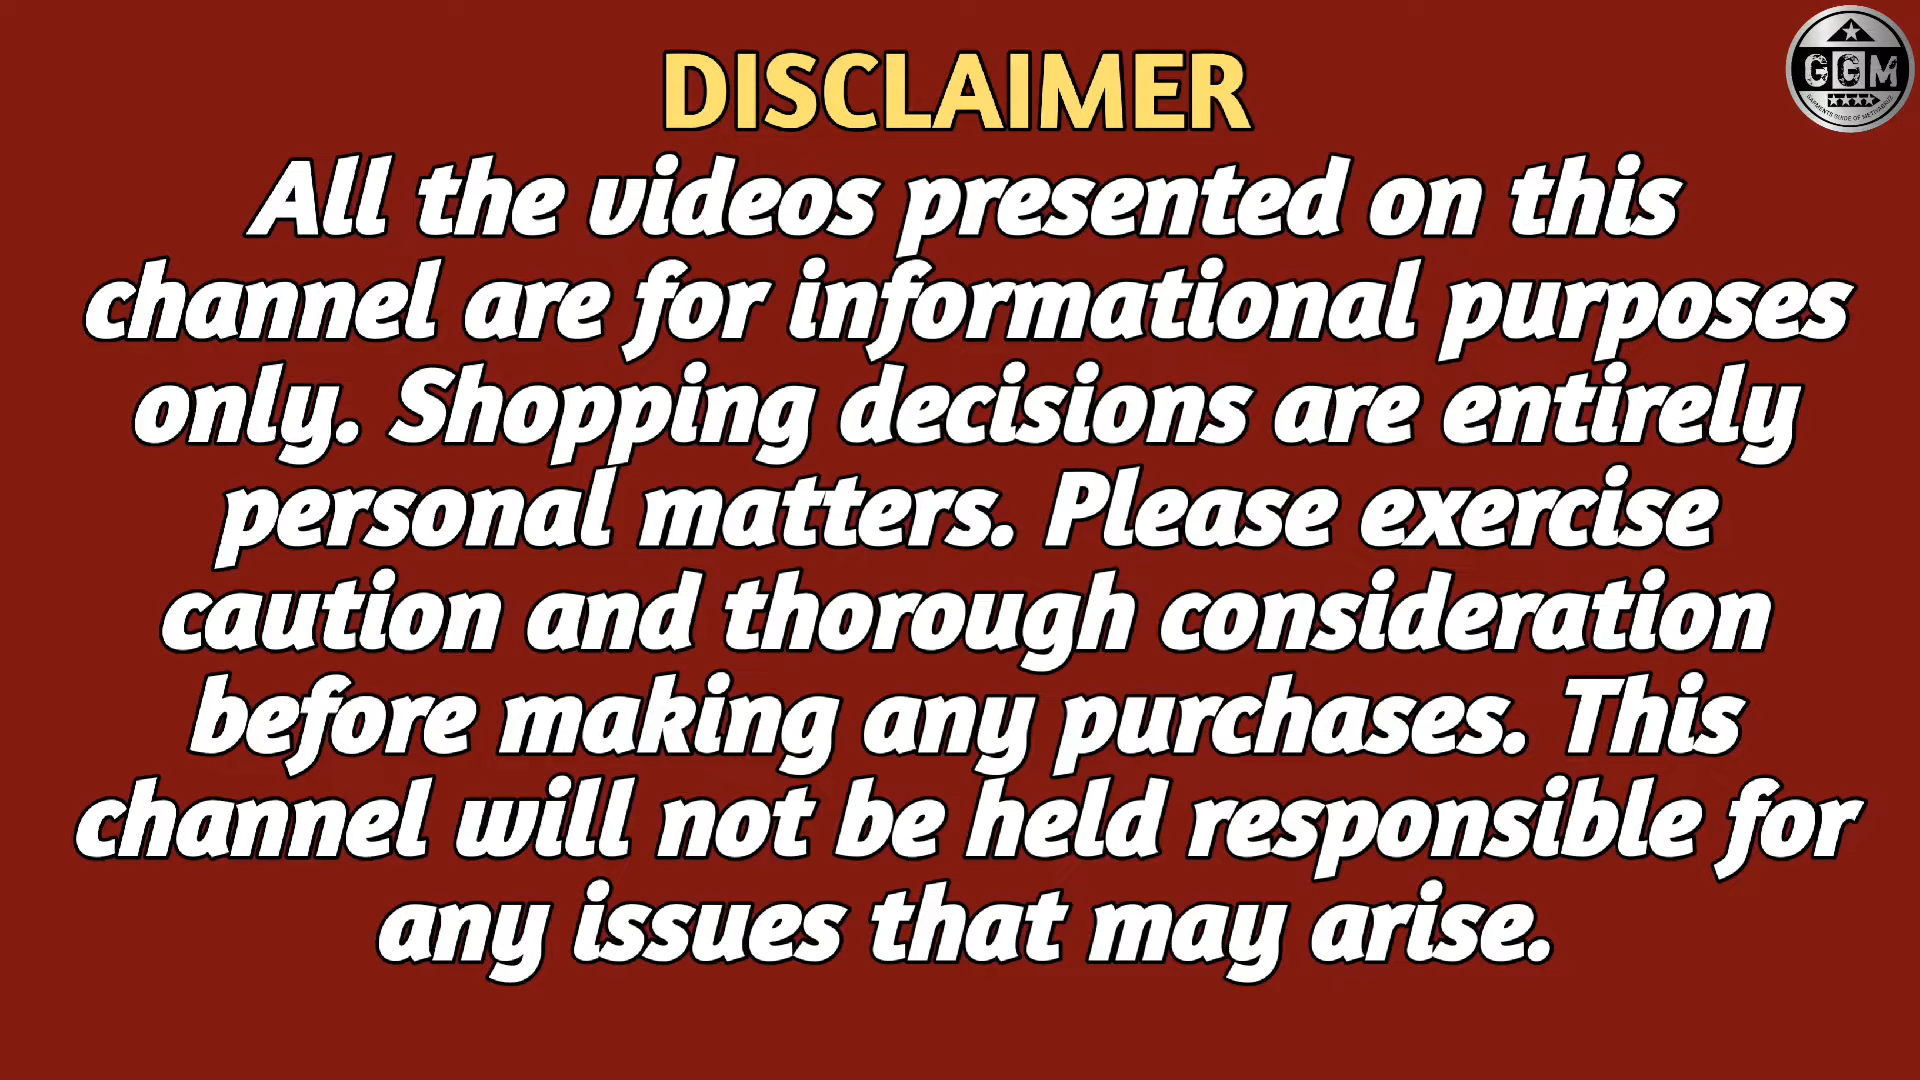 DISCLAIMER
All the videos presented on this
channel are for informational purposes
only. Shopping decisions are entirely
personal matters. Please exercise
caution and thorough consideration
before making any purchases. This
channel will not be held responsible for
any issues that may arise.
GGM
GUIDE OF